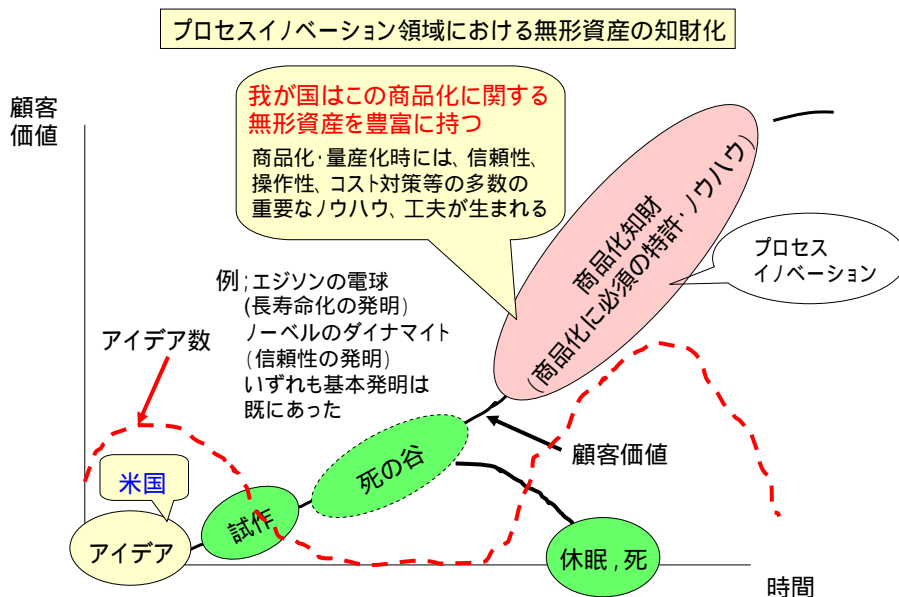 プロセスイノベーション領域における無形資産の知財化
顧客
価値
我が国はこの商品化に関する
無形資産を豊富に持つ
商品化・量産化時には、信頼性、
操作性、コスト対策等の多数の
重要なノウハウ、工夫が生まれる
商品化知財
(商品化に必須の特許・ノウハウ)
プロセス
イノベーション
例;エジソンの電球
(長寿命化の発明)
ノーベルのダイナマイト
(信頼性の発明)
いずれも基本発明は
既にあった
アイデア数
米国
アイデア
試作
死の谷
顧客価値
休眠,死
時間